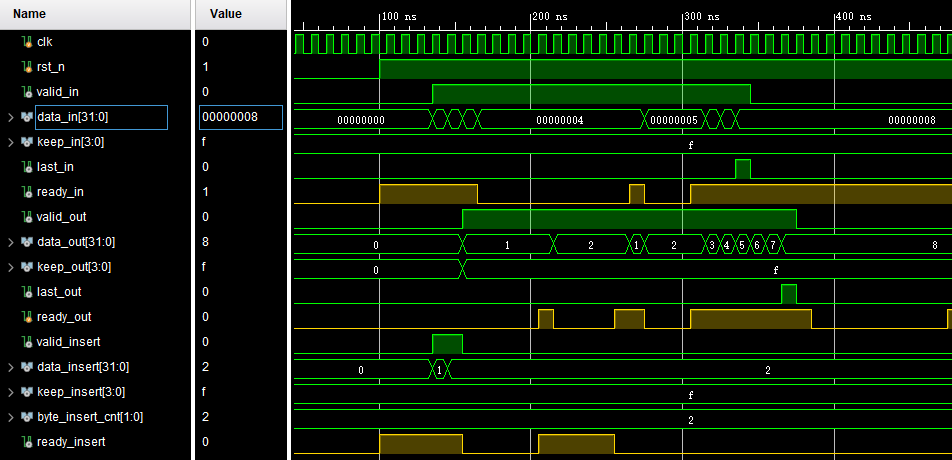 Name Value 100 ns 200 ns 300 ns 400 ns
clk 0
rst_n 1
valid_in 0
data_in[31:0] 00000008 00000000 00000004 00000005 00000008
keep_in[3:0] f f
last_in 0
ready_in 1
valid_out 0
data_out[31:0] 8 0 1 2 1 2 3 4 5 6 7 8
keep_out[3:0] f 0 f
last_out 0
ready_out 0
valid_insert 0
data_insert[31:0] 2 0 1 2
keep_insert[3:0] f f
byte_insert_cnt[1:0] 2 2
ready_insert 0